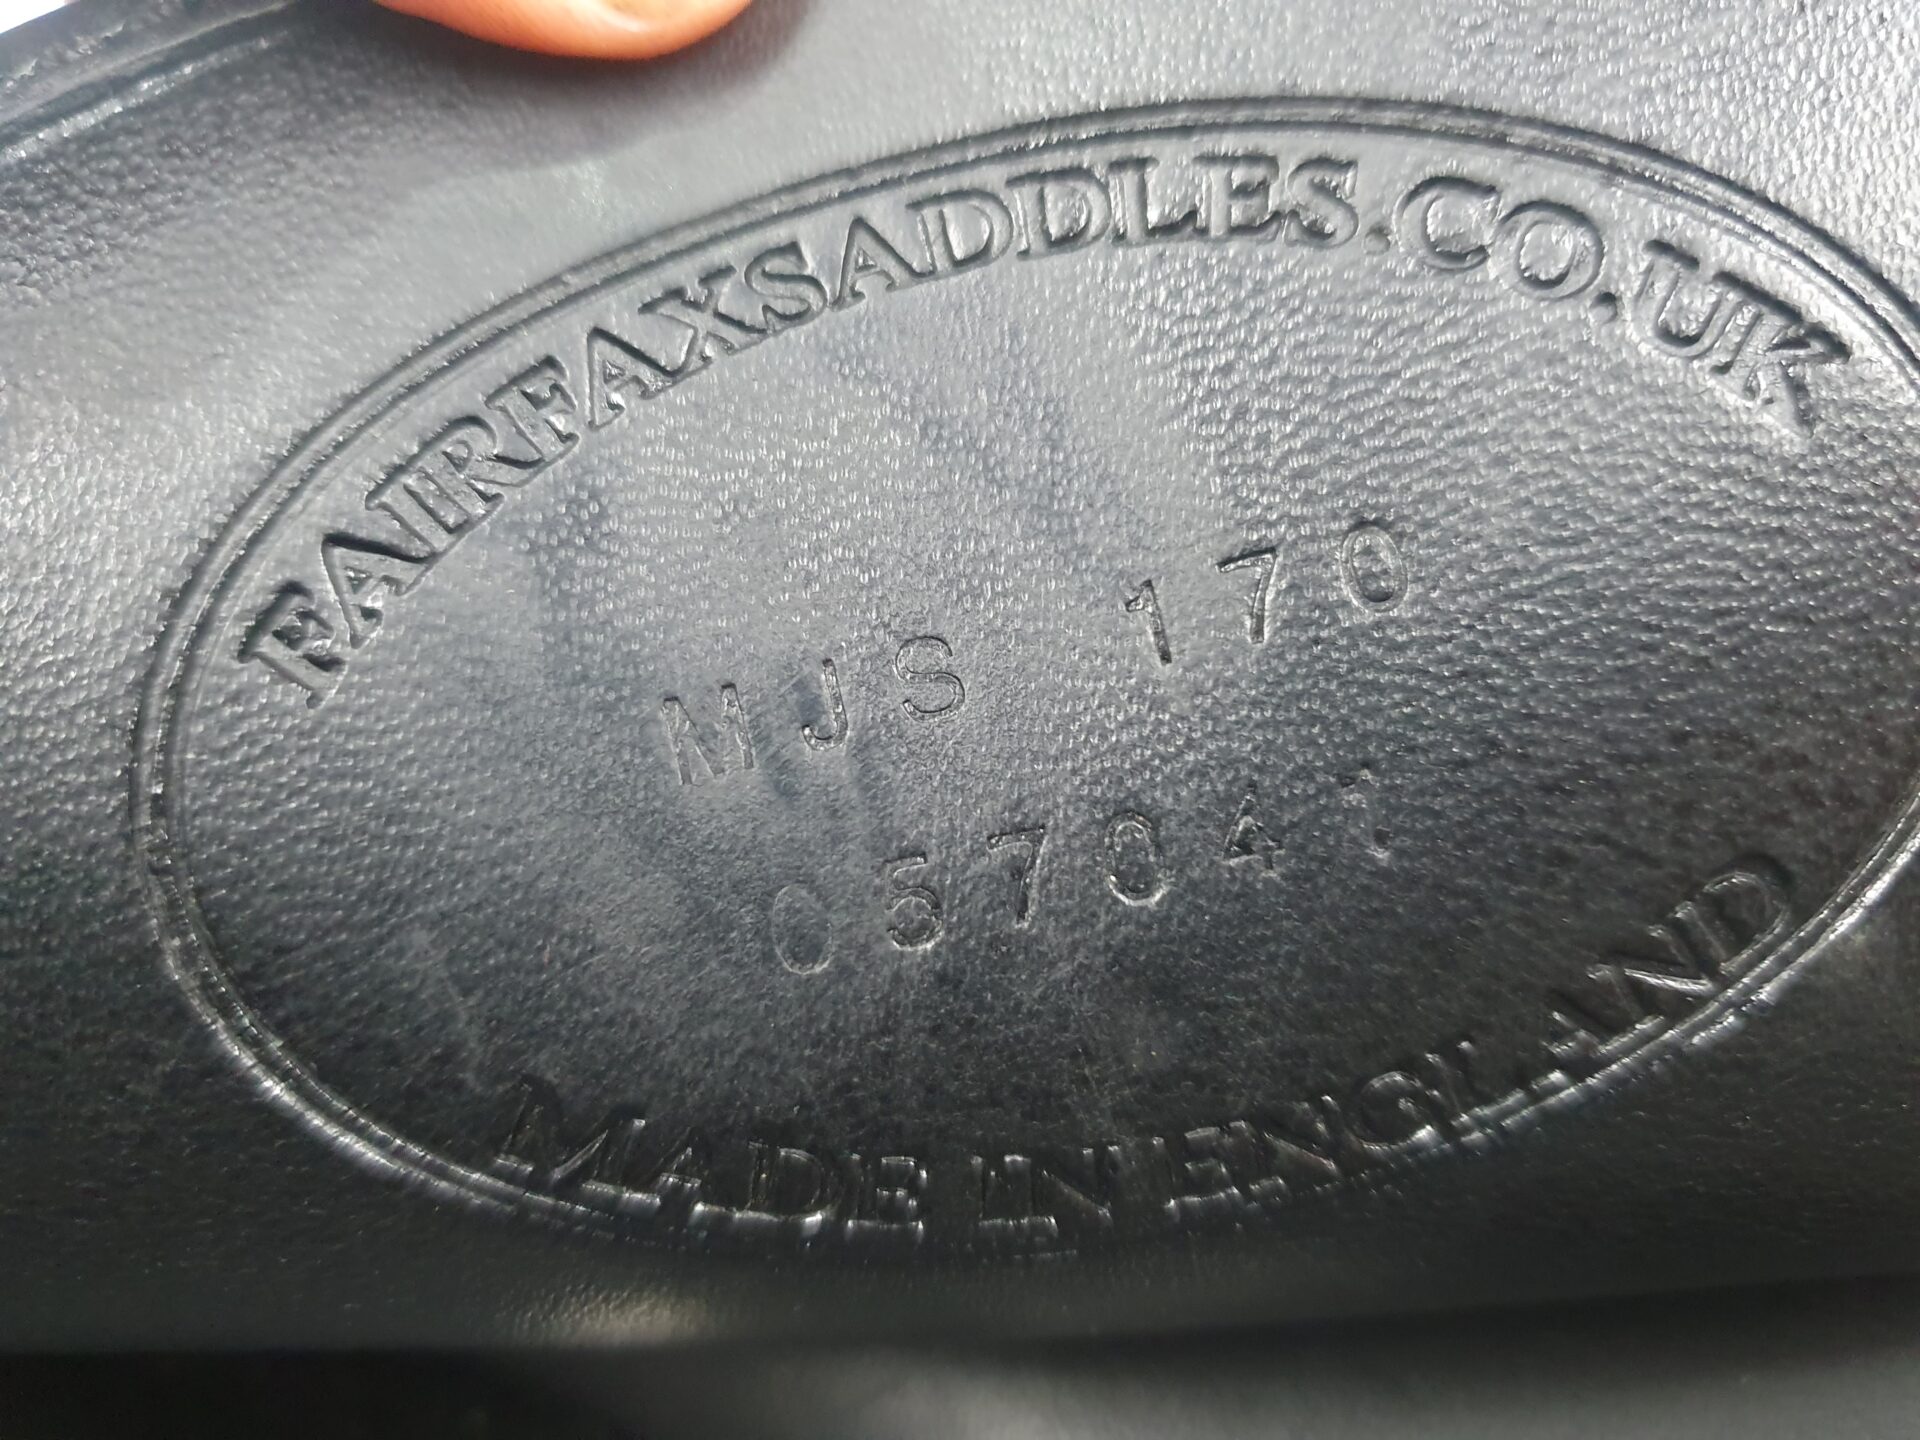 FAIRFAXSADDLES.CO.UK
MJS 170
MADE IN ENGLAND